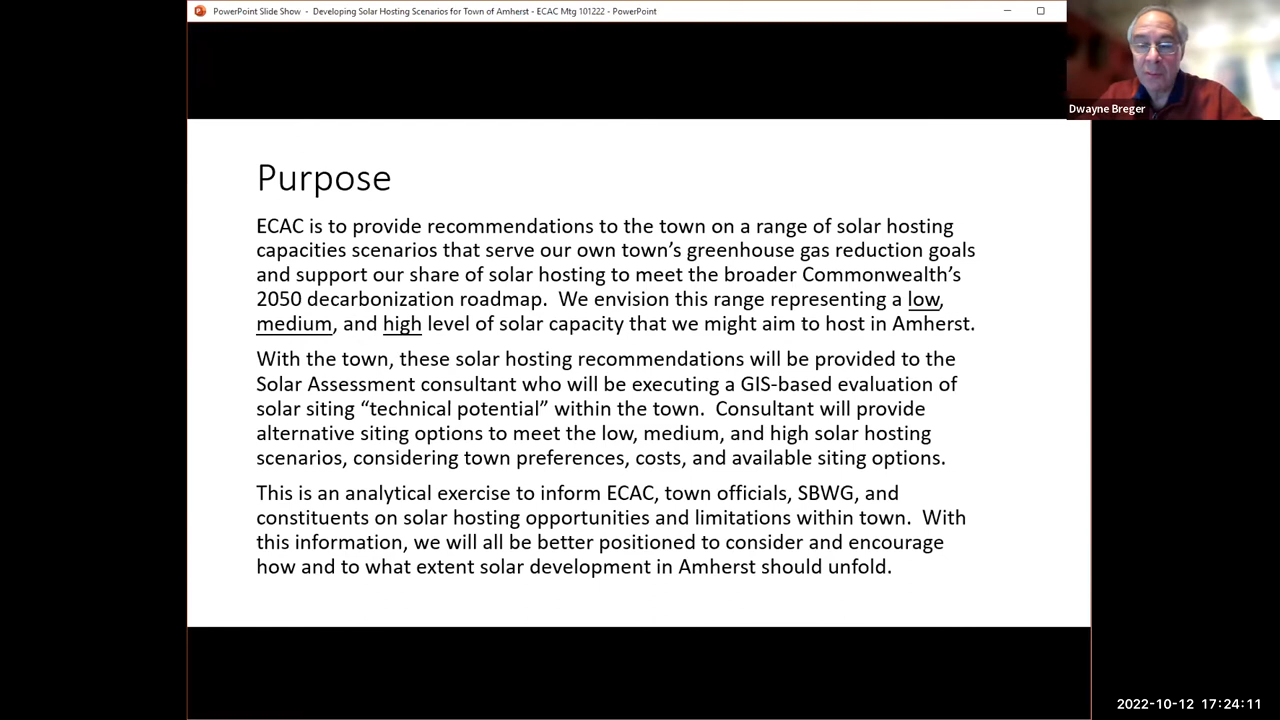 PowerPoint Slide Show - Developing Solar Hosting Scenarios for Town of Amherst - ECAC Mtg 101222 - PowerPoint
Dwayne Breger
Purpose
ECAC is to provide recommendations to the town on a range of solar hosting
capacities scenarios that serve our own town’s greenhouse gas reduction goals
and support our share of solar hosting to meet the broader Commonwealth’s
2050 decarbonization roadmap.  We envision this range representing a low,
medium, and high level of solar capacity that we might aim to host in Amherst.
With the town, these solar hosting recommendations will be provided to the
Solar Assessment consultant who will be executing a GIS-based evaluation of
solar siting “technical potential” within the town.  Consultant will provide
alternative siting options to meet the low, medium, and high solar hosting
scenarios, considering town preferences, costs, and available siting options.
This is an analytical exercise to inform ECAC, town officials, SBWG, and
constituents on solar hosting opportunities and limitations within town.  With
this information, we will all be better positioned to consider and encourage
how and to what extent solar development in Amherst should unfold.
2022-10-12 17:24:11